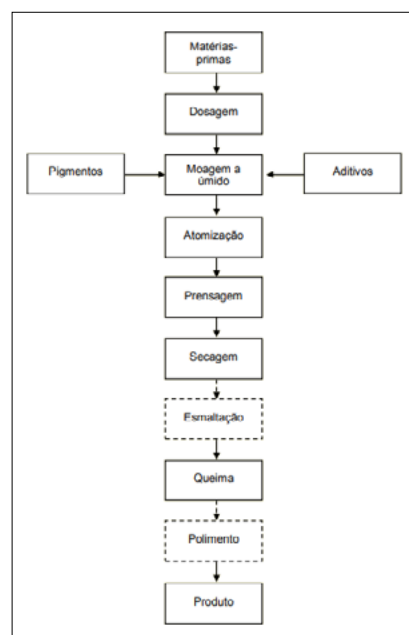 Matérias-
primas
Dosagem
Pigmentos
Moagem a
úmido
Aditivos
Atomização
Prensagem
Secagem
Esmaltação
Queima
Polimento
Produto